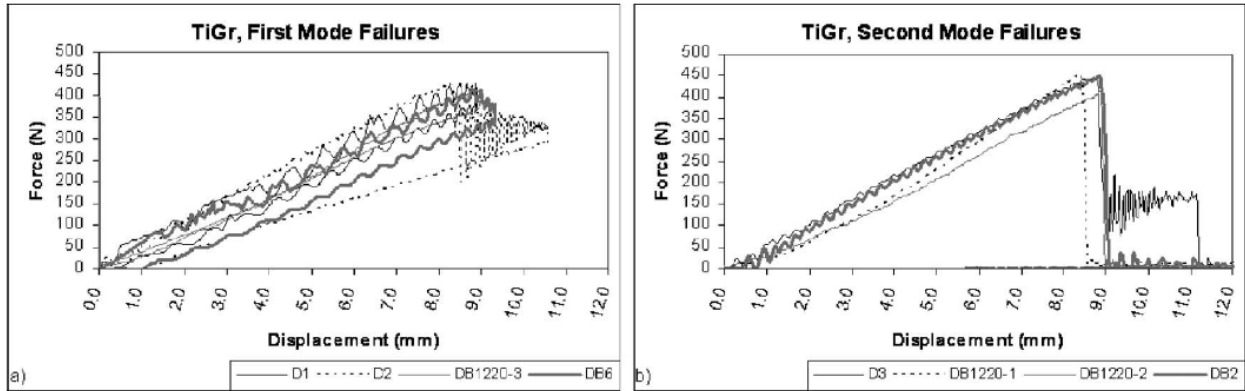 TiGr, First Mode Failures
500
450
400
350
300
250
200
150
100
50
0
Force (N)
0.0 1.0 2.0 3.0 4.0 5.0 6.0 7.0 8.0 9.0 10.0 11.0 12.0
Displacement (mm)
a)
D1 D2 DB1220-3 DB6
TiGr, Second Mode Failures
500
450
400
350
300
250
200
150
100
50
0
Force (N)
0.0 1.0 2.0 3.0 4.0 5.0 6.0 7.0 8.0 9.0 10.0 11.0 12.0
Displacement (mm)
b)
D3 DB1220-1 DB1220-2 DB2